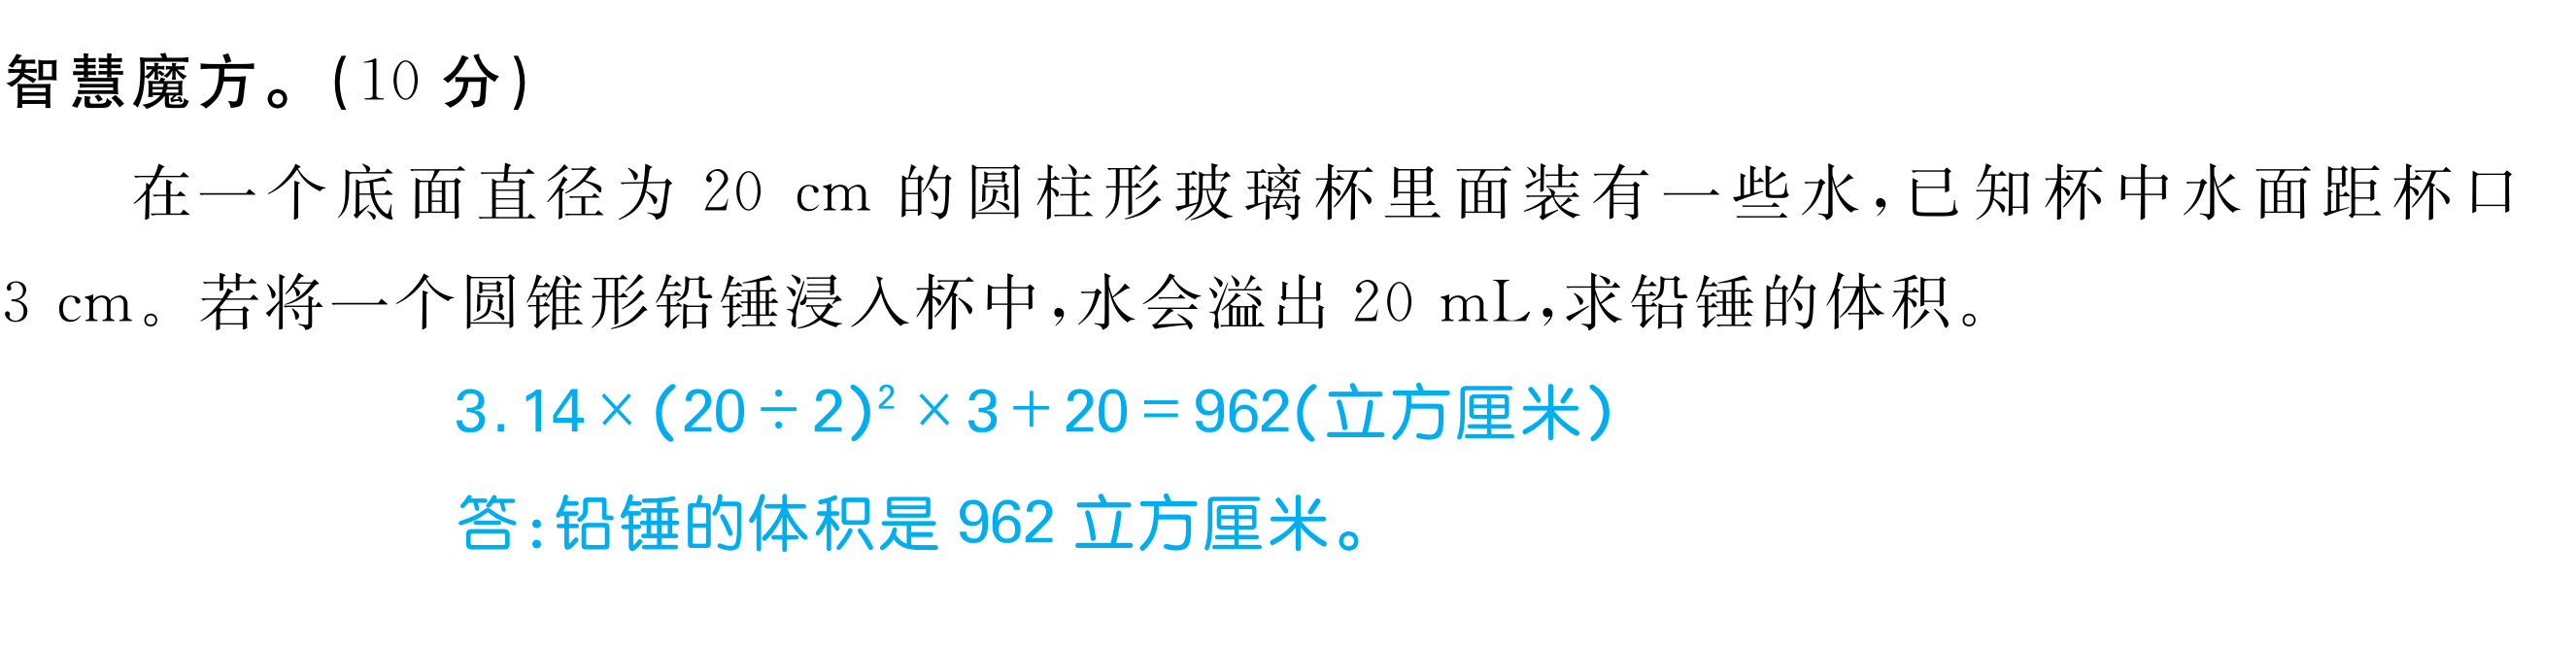 智慧魔方。(10 分)
在一个底面直径为 20 cm 的圆柱形玻璃杯里面装有一些水,已知杯中水面距杯口
3 cm。若将一个圆锥形铅锤浸入杯中,水会溢出 20 mL,求铅锤的体积。
3.14×(20÷2)²×3+20=962(立方厘米)
答:铅锤的体积是 962 立方厘米。